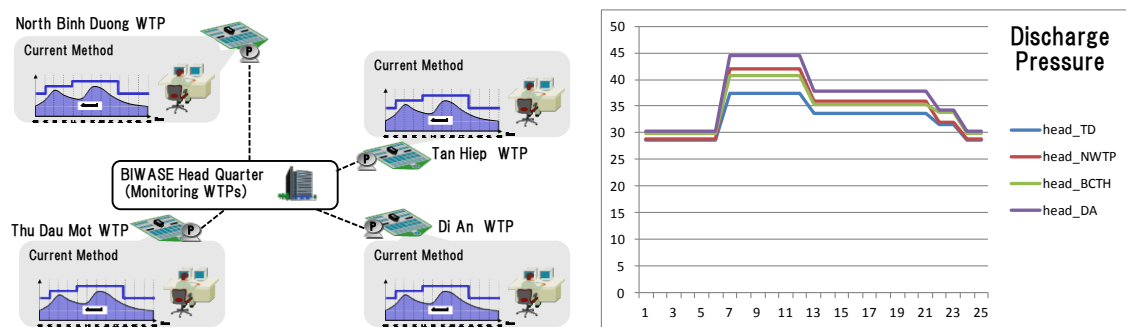 North Binh Duong WTP
Current Method
P
Current Method
P
Tan Hiep WTP
BIWASE Head Quarter
(Monitoring WTPs)
Thu Dau Mot WTP
P
Current Method
P
Di An WTP
Current Method
Discharge
Pressure
50
45
40
35
30
25
20
15
10
5
0
1 3 5 7 9 11 13 15 17 19 21 23 25
head_TD
head_NWTP
head_BCTH
head_DA